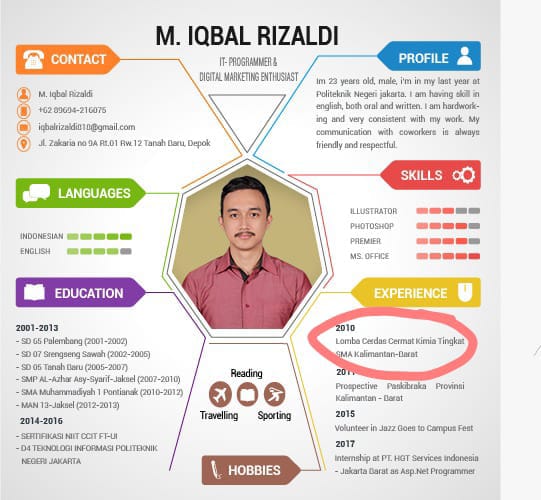 M. IQBAL RIZALDI
IT- PROGRAMMER &
DIGITAL MARKETING ENTHUSIAST
CONTACT
M. Iqbal Rizaldi
+62 89694-216075
iqbalrizaldi818@gmail.com
Jl. Zakaria no 9A Rt.01 Rw.12 Tanah Baru, Depok
PROFILE
Im 23 years old, male, i'm in my last year at
Politeknik Negeri jakarta. I am having skill in
english, both oral and written. I am hardwork-
ing and very consistent with my work. My
communication with coworkers is always
friendly and respectful.
LANGUAGES
INDONESIAN
ENGLISH
SKILLS
ILLUSTRATOR
PHOTOSHOP
PREMIER
MS. OFFICE
EDUCATION
2001-2013
- SD 65 Palembang (2001-2002)
- SD 07 Srengseng Sawah (2002-2005)
- SD 05 Tanah Baru (2005-2007)
- SMP AL-Azhar Asy-Syarif-Jaksel (2007-2010)
- SMA Muhammadiyah 1 Pontianak (2010-2012)
- MAN 13-Jaksel (2012-2013)
2014-2016
- SERTIFIKASI NIIT CCIT FT-UI
- D4 TEKNOLOGI INFORMASI POLITEKNIK
NEGERI JAKARTA
EXPERIENCE
2010
Lomba Cerdas Cermat Kimia Tingkat
SMA Kalimantan-Barat
2011
Prospective Paskibraka Provinsi
Kalimantan - Barat
2015
Volunteer in Jazz Goes to Campus Fest
2017
Internship at PT. HGT Services Indonesia
- Jakarta Barat as Asp.Net Programmer
Reading
Travelling
Sporting
HOBBIES